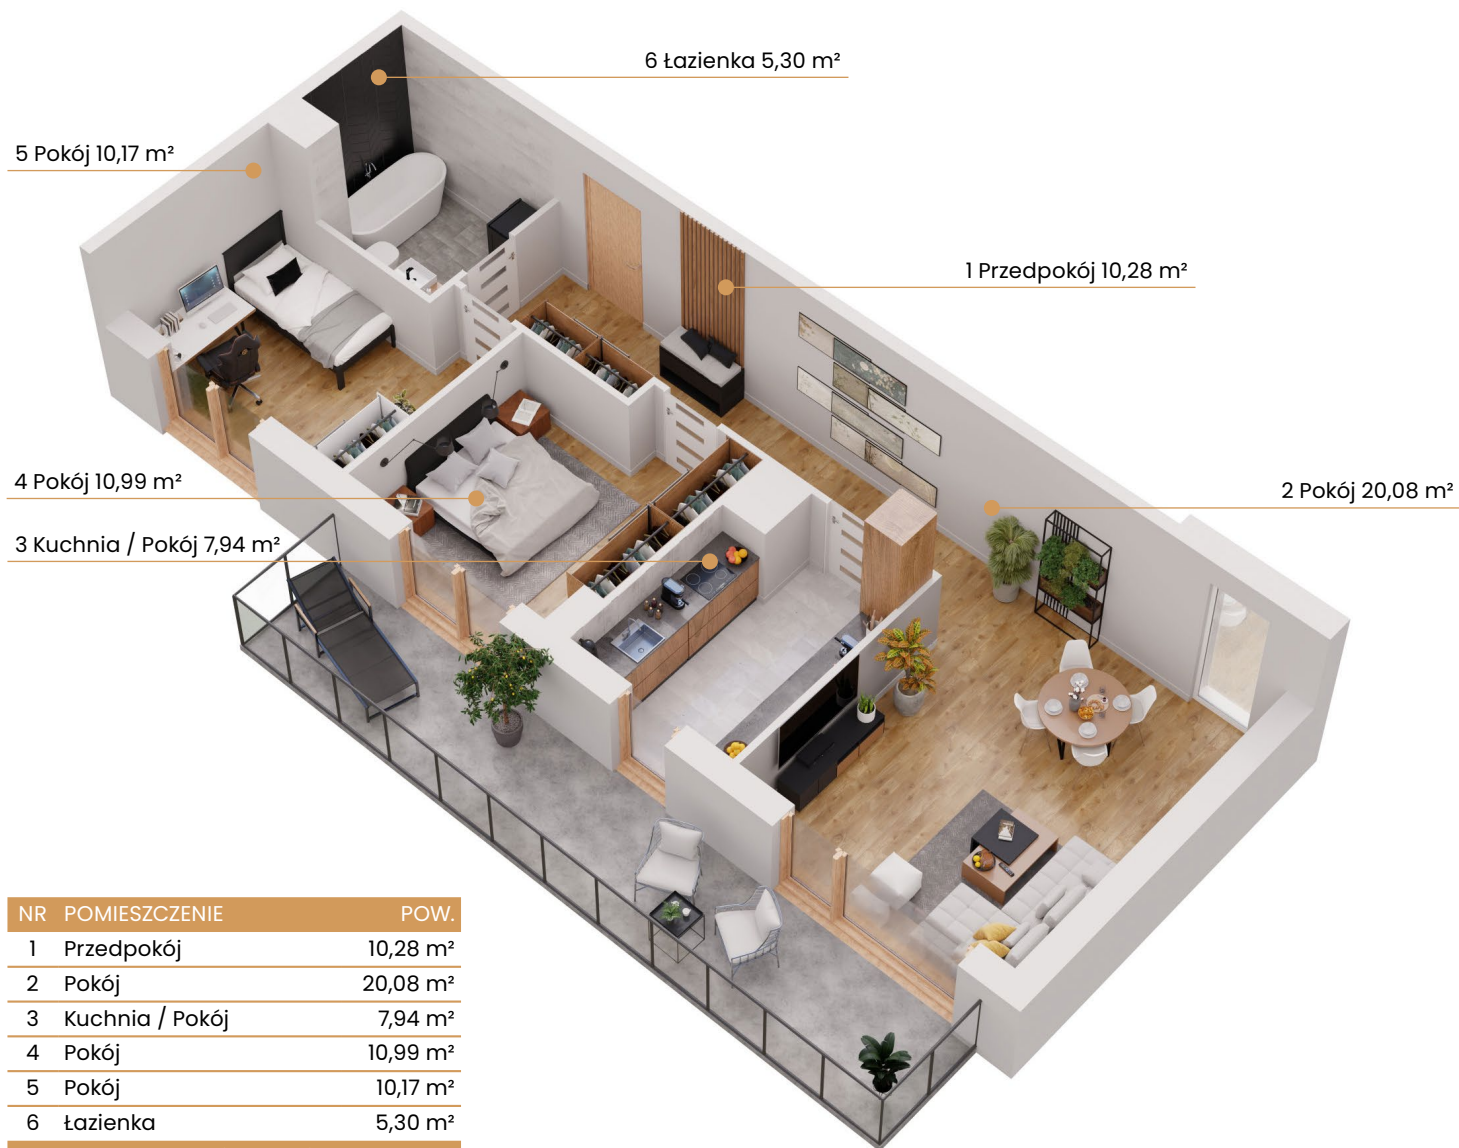 6 Łazienka 5,30 m²
5 Pokój 10,17 m²
1 Przedpokój 10,28 m²
4 Pokój 10,99 m²
2 Pokój 20,08 m²
3 Kuchnia / Pokój 7,94 m²
NR POMIESZCZENIE POW.
1 Przedpokój 10,28 m²
2 Pokój 20,08 m²
3 Kuchnia / Pokój 7,94 m²
4 Pokój 10,99 m²
5 Pokój 10,17 m²
6 Łazienka 5,30 m²